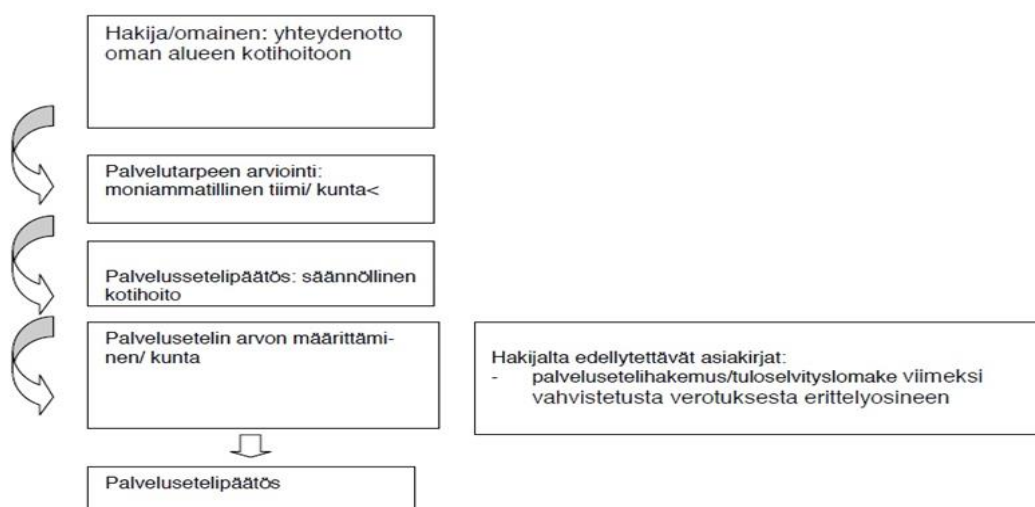 Hakija/omainen: yhteydenotto
oman alueen kotihoitoon
Palvelutarpeen arviointi:
moniammatillinen tiimi/ kunta<
Palvelussetelipäätös: säännöllinen
kotihoito
Palvelusetelin arvon määrittämi-
nen/ kunta
Hakijalta edellytettävät asiakirjat:
- palvelusetelihakemus/tuloselvityslomake viimeksi
vahvistetusta verotuksesta erittelyosineen
Palvelusetelipäätös